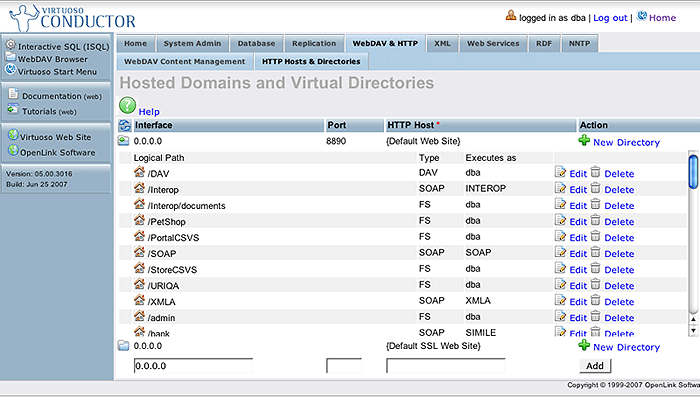 VIRTUOSO
CONDUCTOR
logged in as dba | Log out | Home
Interactive SQL (ISQL)
WebDAV Browser
Virtuoso Start Menu
Documentation (web)
Tutorials (web)
Virtuoso Web Site
OpenLink Software
Version: 05.00.3016
Build: Jun 25 2007
Home System Admin Database Replication WebDAV & HTTP XML Web Services RDF NNTP
WebDAV Content Management HTTP Hosts & Directories
Hosted Domains and Virtual Directories
Help
Interface Port HTTP Host * Action
0.0.0.0 8890 {Default Web Site} New Directory
Logical Path Type Executes as
/DAV DAV dba Edit Delete
/Interop SOAP INTEROP Edit Delete
/Interop/documents FS dba Edit Delete
/PetShop FS dba Edit Delete
/PortalCSVS FS dba Edit Delete
/SOAP SOAP SOAP Edit Delete
/StoreCSVS FS dba Edit Delete
/URIQA FS dba Edit Delete
/XMLA SOAP XMLA Edit Delete
/admin FS dba Edit Delete
/bank SOAP SIMILE Edit Delete
0.0.0.0 {Default SSL Web Site} New Directory
0.0.0.0 Add
Copyright © 1999-2007 OpenLink Softwa